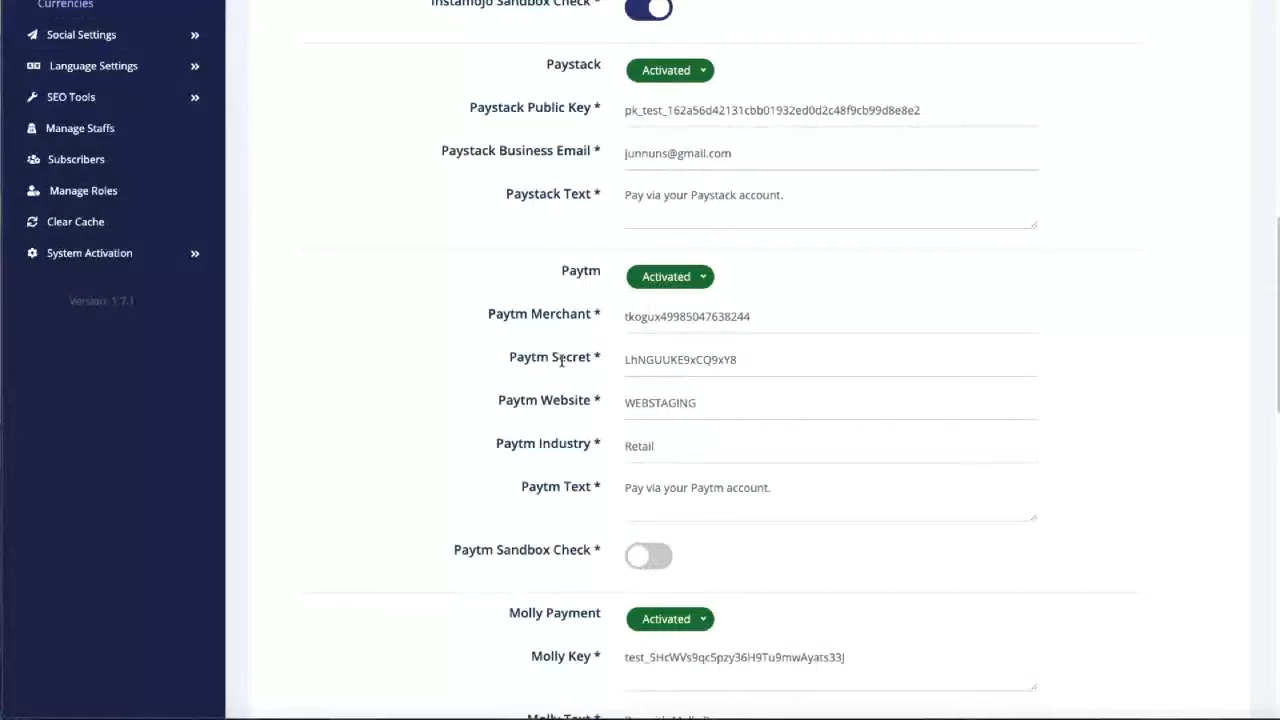 Currencies
Instamojo Sandbox Check *
Social Settings
Language Settings
SEO Tools
Manage Staffs
Subscribers
Manage Roles
Clear Cache
System Activation
Version: 1.7.1
Paystack
Activated
Paystack Public Key *
pk_test_162a56d42131cbb01932ed0d2c48f9cb99d8e8e2
Paystack Business Email *
junnuns@gmail.com
Paystack Text *
Pay via your Paystack account.
Paytm
Activated
Paytm Merchant *
tkogux49985047638244
Paytm Secret *
LhNGUUKE9xCQ9xY8
Paytm Website *
WEBSTAGING
Paytm Industry *
Retail
Paytm Text *
Pay via your Paytm account.
Paytm Sandbox Check *
Molly Payment
Activated
Molly Key *
test_5HcWVs9qc5pzy36H9Tu9mwAyats33J
Molly Text *